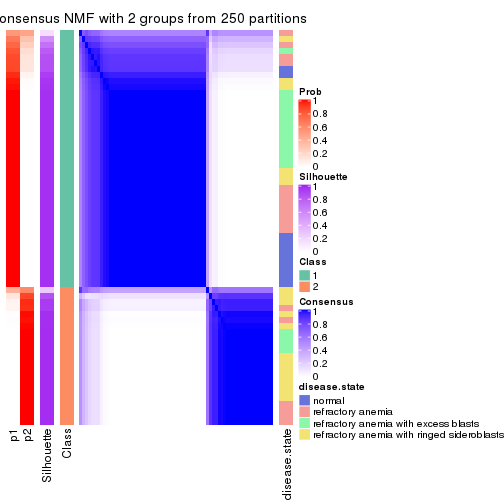 onsensus NMF with 2 groups from 250 partitions
Prob
1
0.8
0.6
0.4
0.2
0
Silhouette
1
0.8
0.6
0.4
0.2
0
Class
1
2
Consensus
1
0.8
0.6
0.4
0.2
0
disease.state
normal
refractory anemia
refractory anemia with excess blasts
refractory anemia with ringed sideroblasts
p1
p2
Silhouette
Class
disease.state